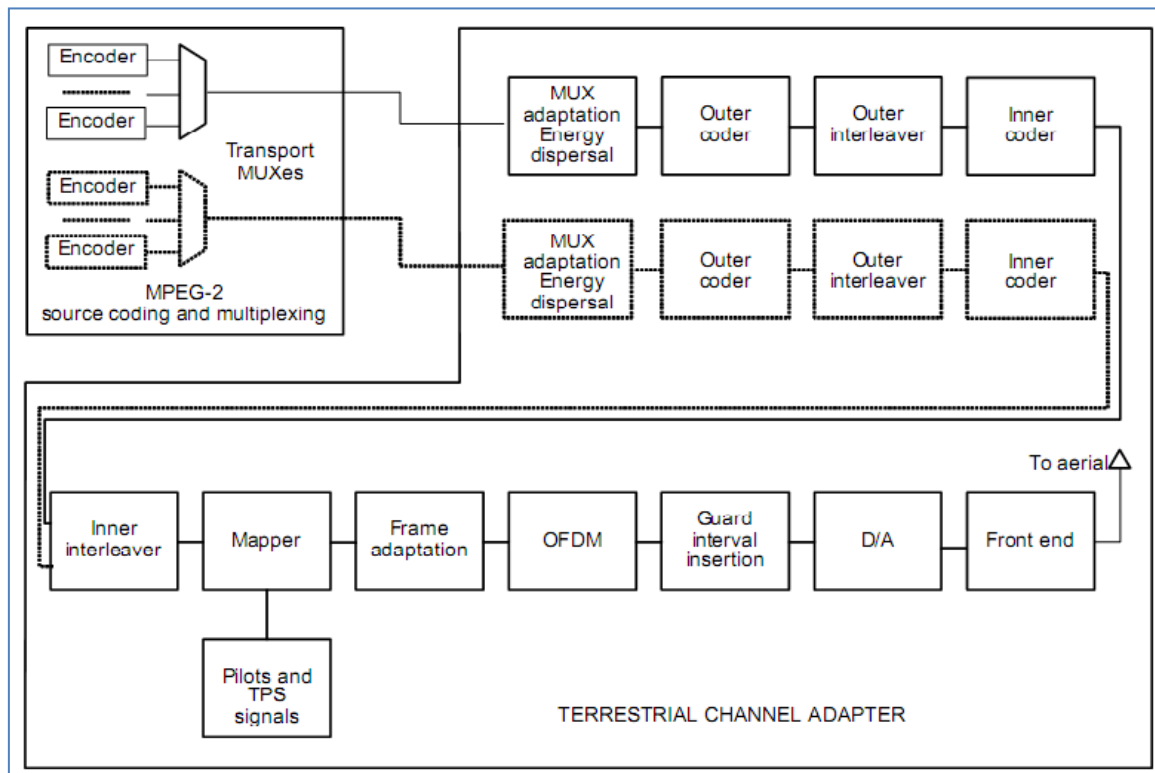 Encoder
Encoder
Transport
MUXes
Encoder
Encoder
MPEG-2
source coding and multiplexing
MUX
adaptation
Energy
dispersal
Outer
coder
Outer
interleaver
Inner
coder
MUX
adaptation
Energy
dispersal
Outer
coder
Outer
interleaver
Inner
coder
To aerial
Inner
interleaver
Mapper
Frame
adaptation
OFDM
Guard
interval
insertion
D/A
Front end
Pilots and
TPS
signals
TERRESTRIAL CHANNEL ADAPTER